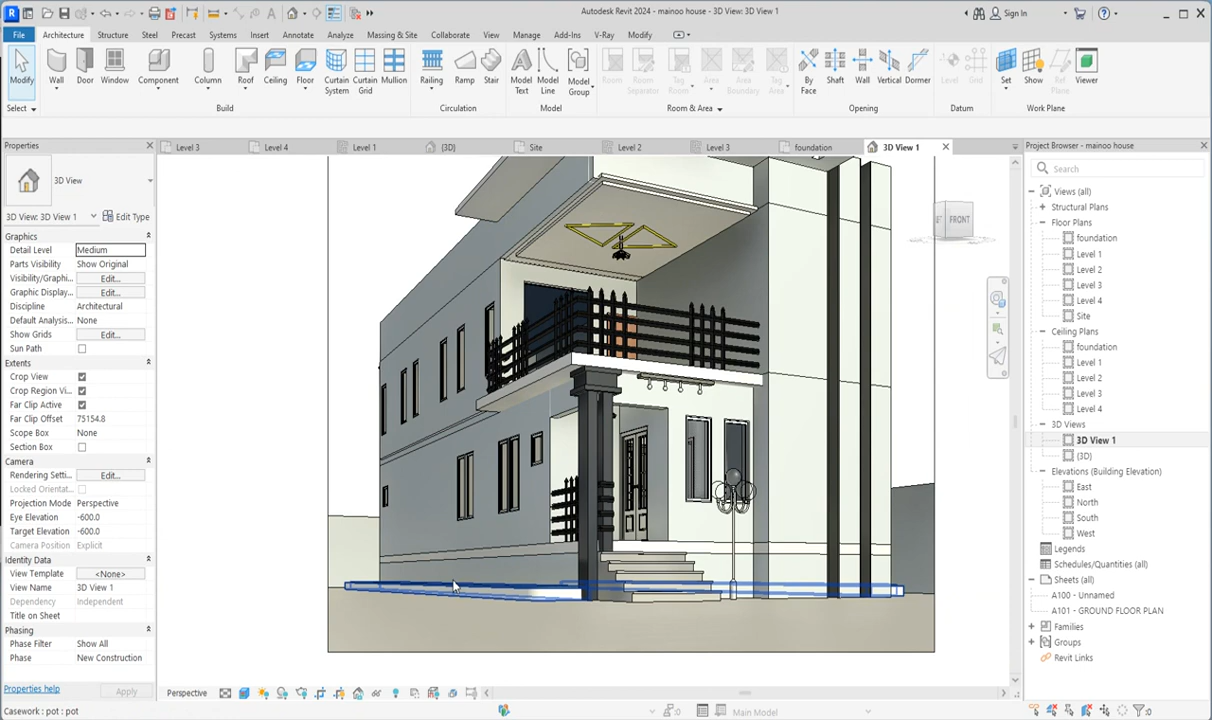 Autodesk Revit 2024 - mainoo house - 3D View: 3D View 1
Sign In
File Architecture Structure Steel Precast Systems Insert Annotate Analyze Massing & Site Collaborate View Manage Add-Ins V-Ray Modify
Modify Wall Door Window Component Column Roof Ceiling Floor Curtain System Curtain Grid Mullion Railing Ramp Stair Model Text Model Line Model Group Room Room Separator Tag Room Area Area Boundary Tag Area By Face Shaft Wall Vertical Dormer Level Grid Set Show Ref Plane Viewer
Select Build Circulation Model Room & Area Opening Datum Work Plane
Properties
Level 3 Level 4 Level 1 {3D} Site Level 2 Level 3 foundation 3D View 1
Project Browser - mainoo house
3D View
3D View: 3D View 1 Edit Type
Graphics
Detail Level Medium
Parts Visibility Show Original
Visibility/Graphi... Edit...
Graphic Display... Edit...
Discipline Architectural
Default Analysis... None
Show Grids Edit...
Sun Path
Extents
Crop View
Crop Region Vi...
Far Clip Active
Far Clip Offset 75154.8
Scope Box None
Section Box
Camera
Rendering Setti... Edit...
Locked Orientat...
Projection Mode Perspective
Eye Elevation -600.0
Target Elevation -600.0
Camera Position Explicit
Identity Data
View Template <None>
View Name 3D View 1
Dependency Independent
Title on Sheet
Phasing
Phase Filter Show All
Phase New Construction
Properties help Apply
FRONT
Search
Views (all)
Structural Plans
Floor Plans
foundation
Level 1
Level 2
Level 3
Level 4
Site
Ceiling Plans
foundation
Level 1
Level 2
Level 3
Level 4
3D Views
3D View 1
{3D}
Elevations (Building Elevation)
East
North
South
West
Legends
Schedules/Quantities (all)
Sheets (all)
A100 - Unnamed
A101 - GROUND FLOOR PLAN
Families
Groups
Revit Links
Perspective
Casework : pot : pot
:0
Main Model
:0